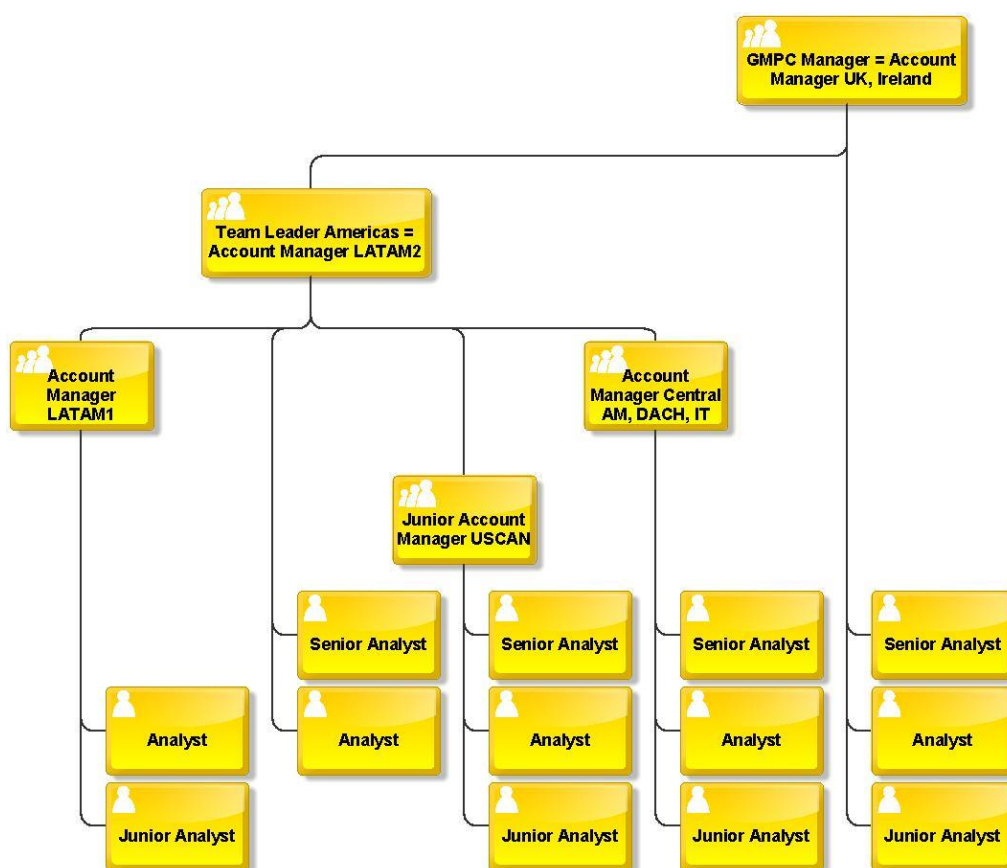 GMPC Manager = Account
Manager UK, Ireland
Team Leader Americas =
Account Manager LATAM2
Account
Manager
LATAM1
Account
Manager Central
AM, DACH, IT
Junior Account
Manager USCAN
Senior Analyst
Senior Analyst
Senior Analyst
Senior Analyst
Analyst
Analyst
Analyst
Analyst
Analyst
Junior Analyst
Junior Analyst
Junior Analyst
Junior Analyst